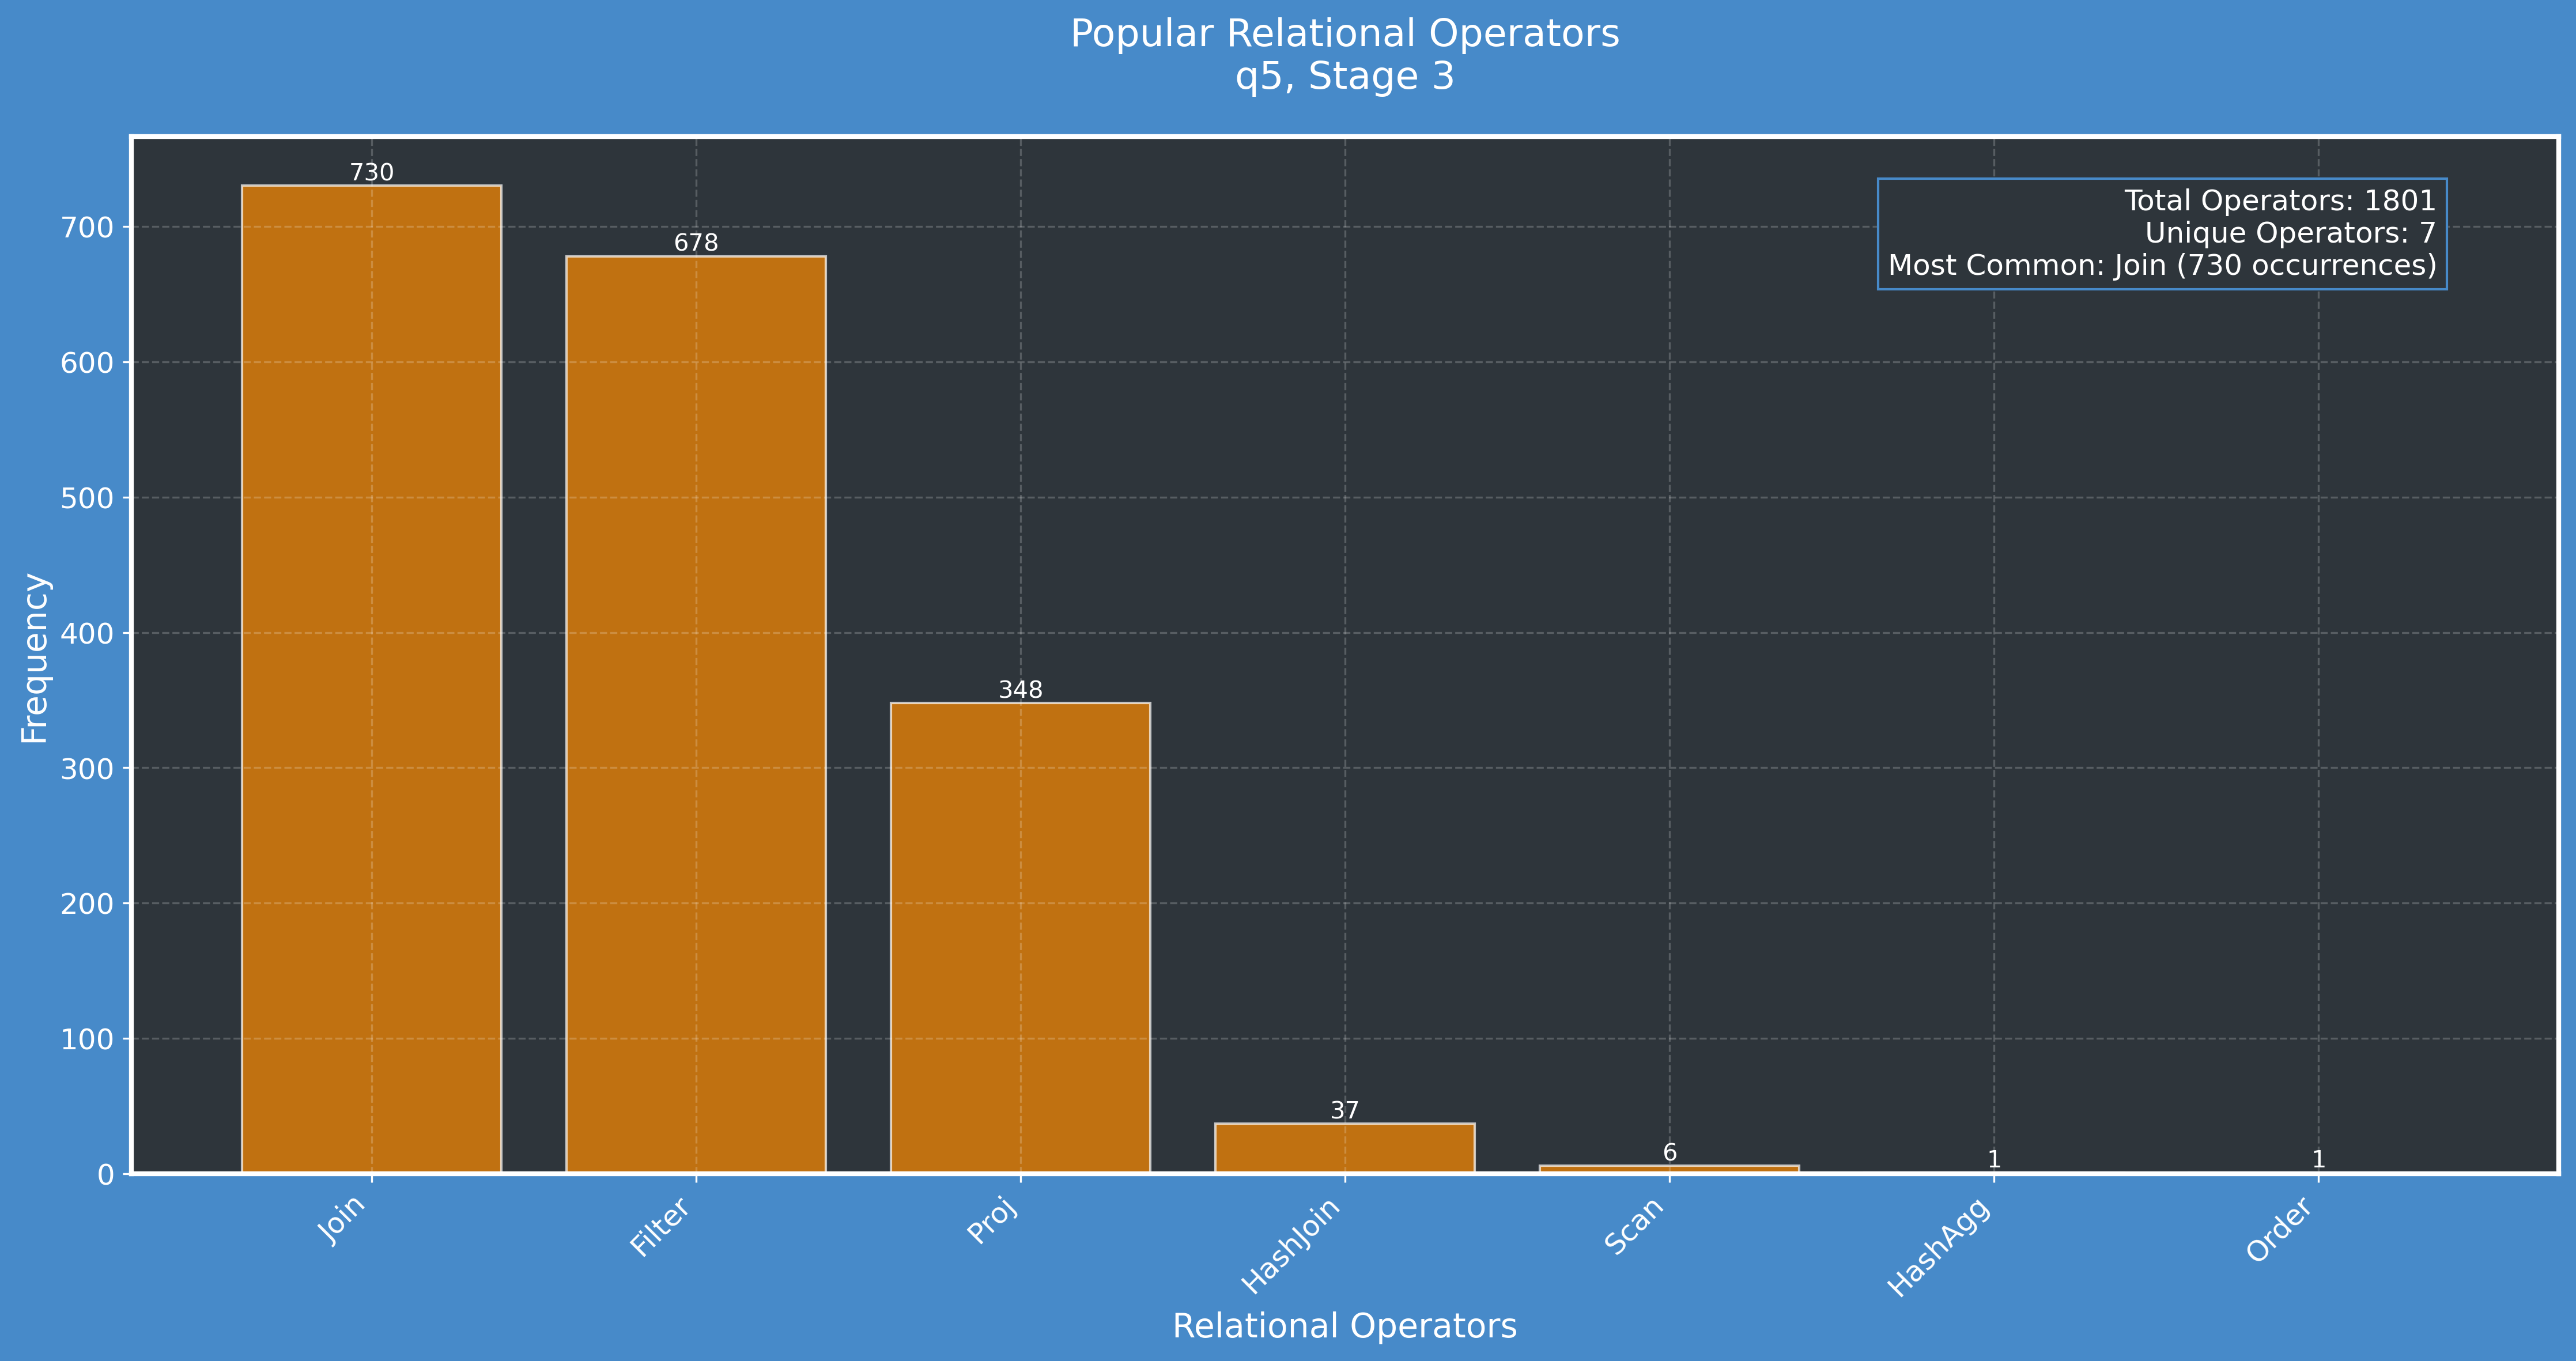 Popular Relational Operators
q5, Stage 3
Total Operators: 1801
Unique Operators: 7
Most Common: Join (730 occurrences)
730
678
348
37
6
1
1
700
600
500
400
300
200
100
0
Frequency
Join
Filter
Proj
HashJoin
Scan
HashAgg
Order
Relational Operators